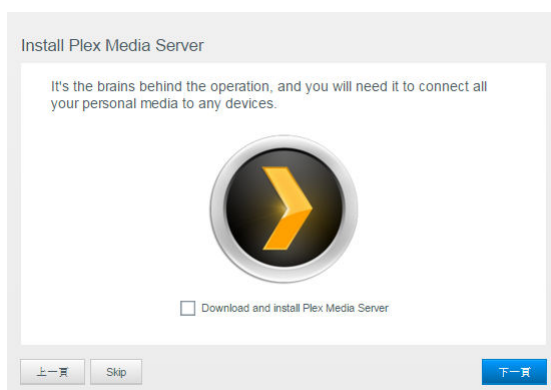 Install Plex Media Server
It's the brains behind the operation, and you will need it to connect all
your personal media to any devices.
Download and install Plex Media Server
上一頁
Skip
下一頁